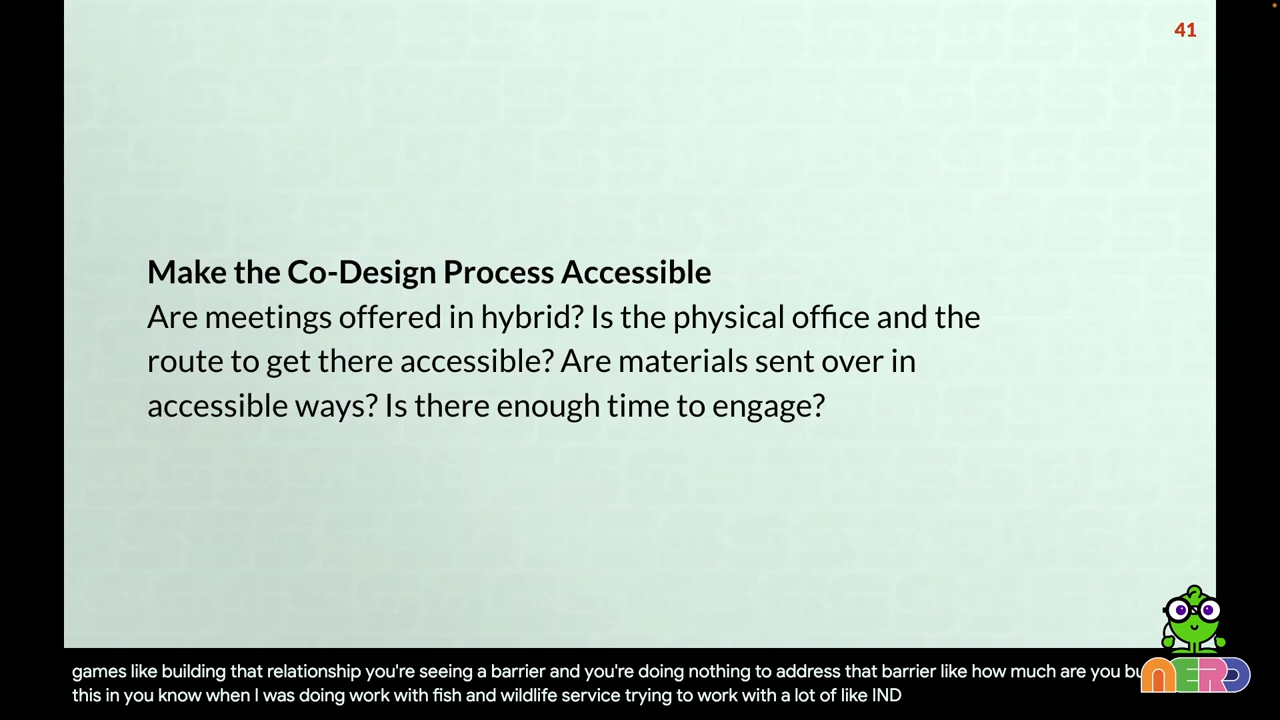 41
Make the Co-Design Process Accessible
Are meetings offered in hybrid? Is the physical office and the
route to get there accessible? Are materials sent over in
accessible ways? Is there enough time to engage?
games like building that relationship you're seeing a barrier and you're doing nothing to address that barrier like how much are you
this in you know when I was doing work with fish and wildlife service trying to work with a lot of like IND
NERD